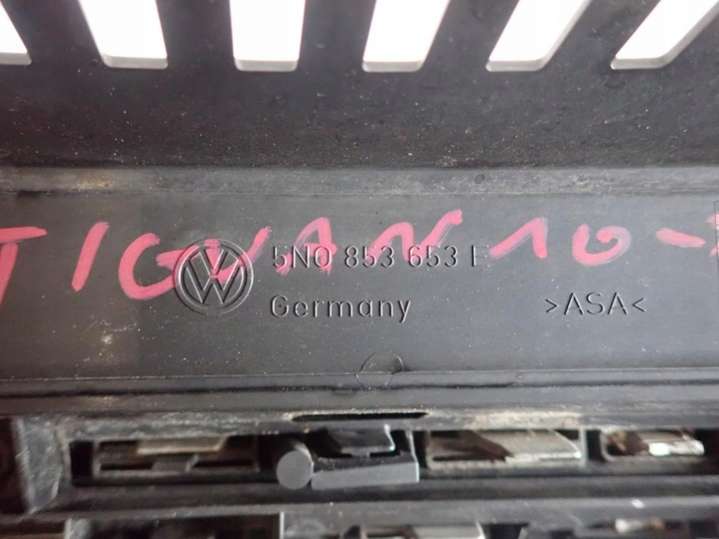 TIGUAN 10-
5N0 853 653 E
Germany
>ASA<